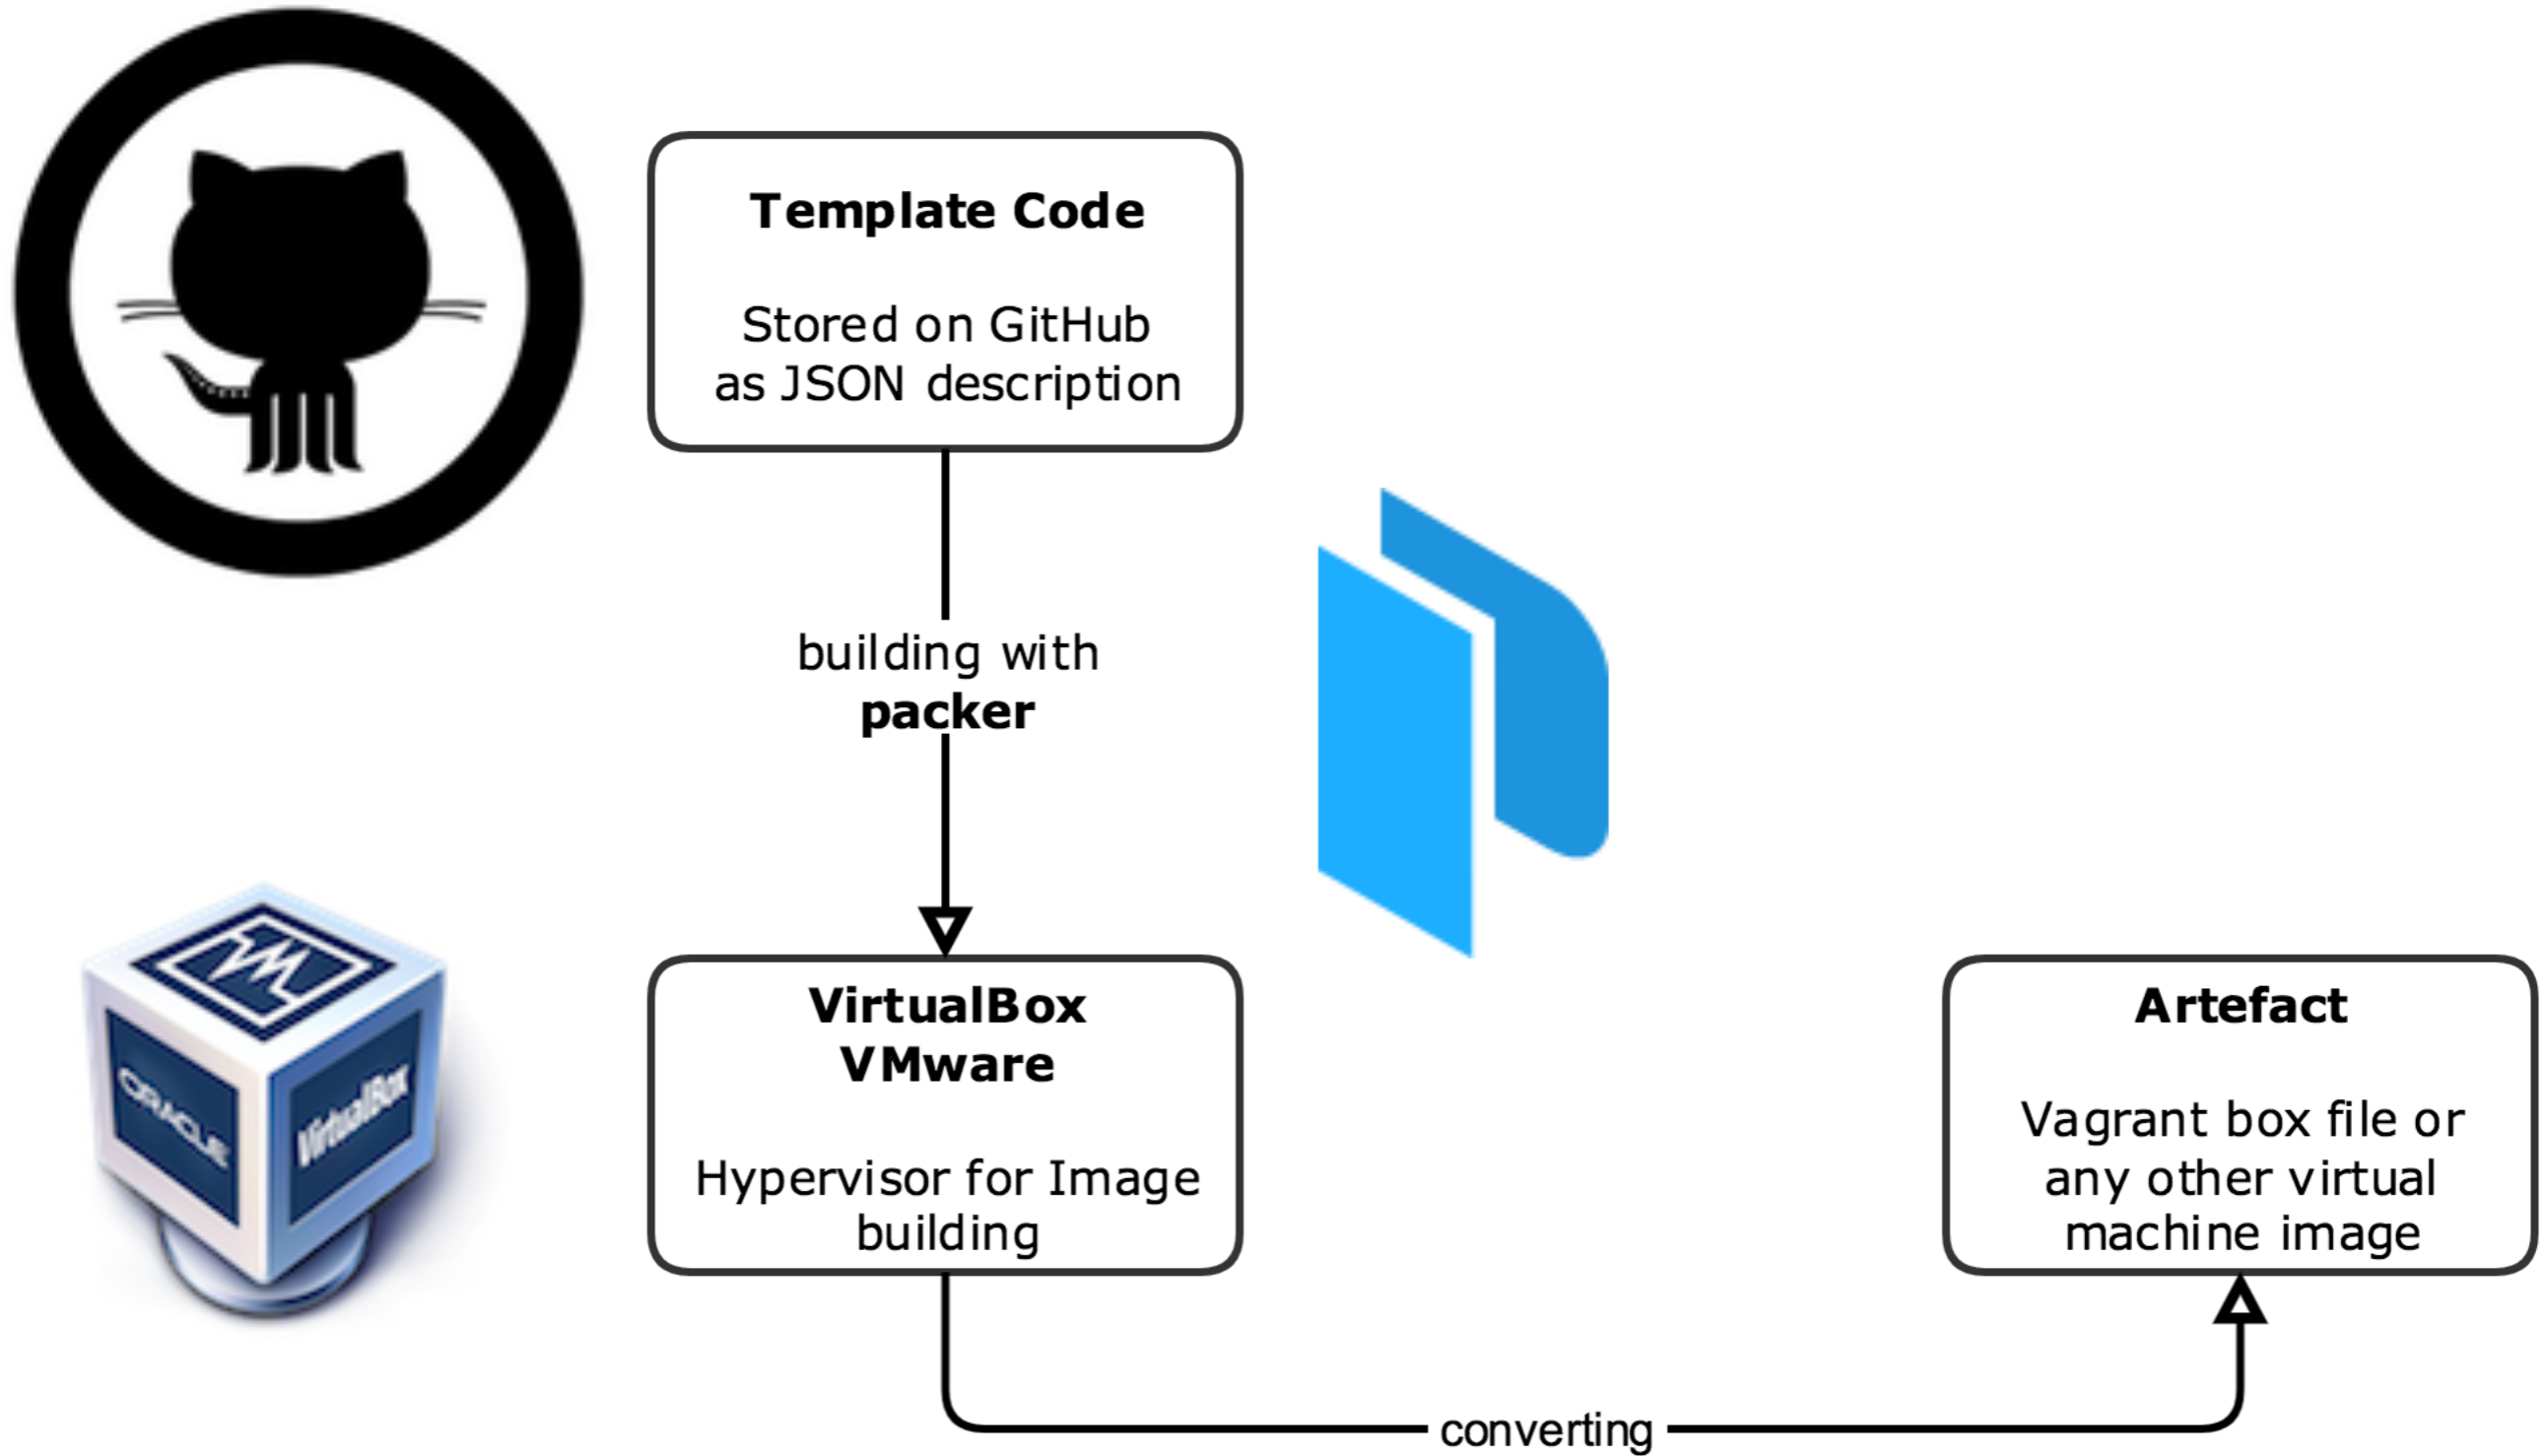 Template Code
Stored on GitHub
as JSON description
building with
packer
VM
ORACLE
VirtualBox
VirtualBox
VMware
Hypervisor for Image
building
Artefact
Vagrant box file or
any other virtual
machine image
converting